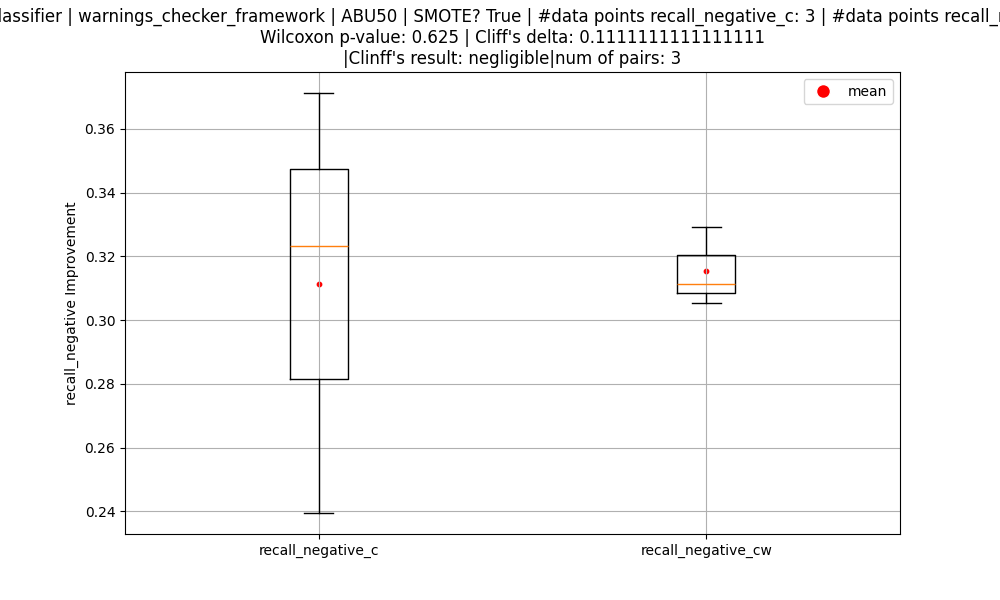 lassifier | warnings_checker_framework | ABU50 | SMOTE? True | #data points recall_negative_c: 3 | #data points recall_
Wilcoxon p-value: 0.625 | Cliff's delta: 0.1111111111111111
|Clinff's result: negligible|num of pairs: 3
mean
0.36
0.34
0.32
0.30
0.28
0.26
0.24
recall_negative Improvement
recall_negative_c
recall_negative_cw